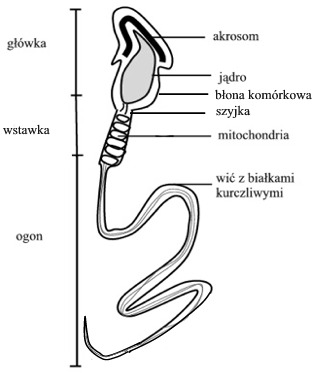 główka
akrosom
jądro
błona komórkowa
szyjka
wstawka
mitochondria
wić z białkami
kurczliwymi
ogon